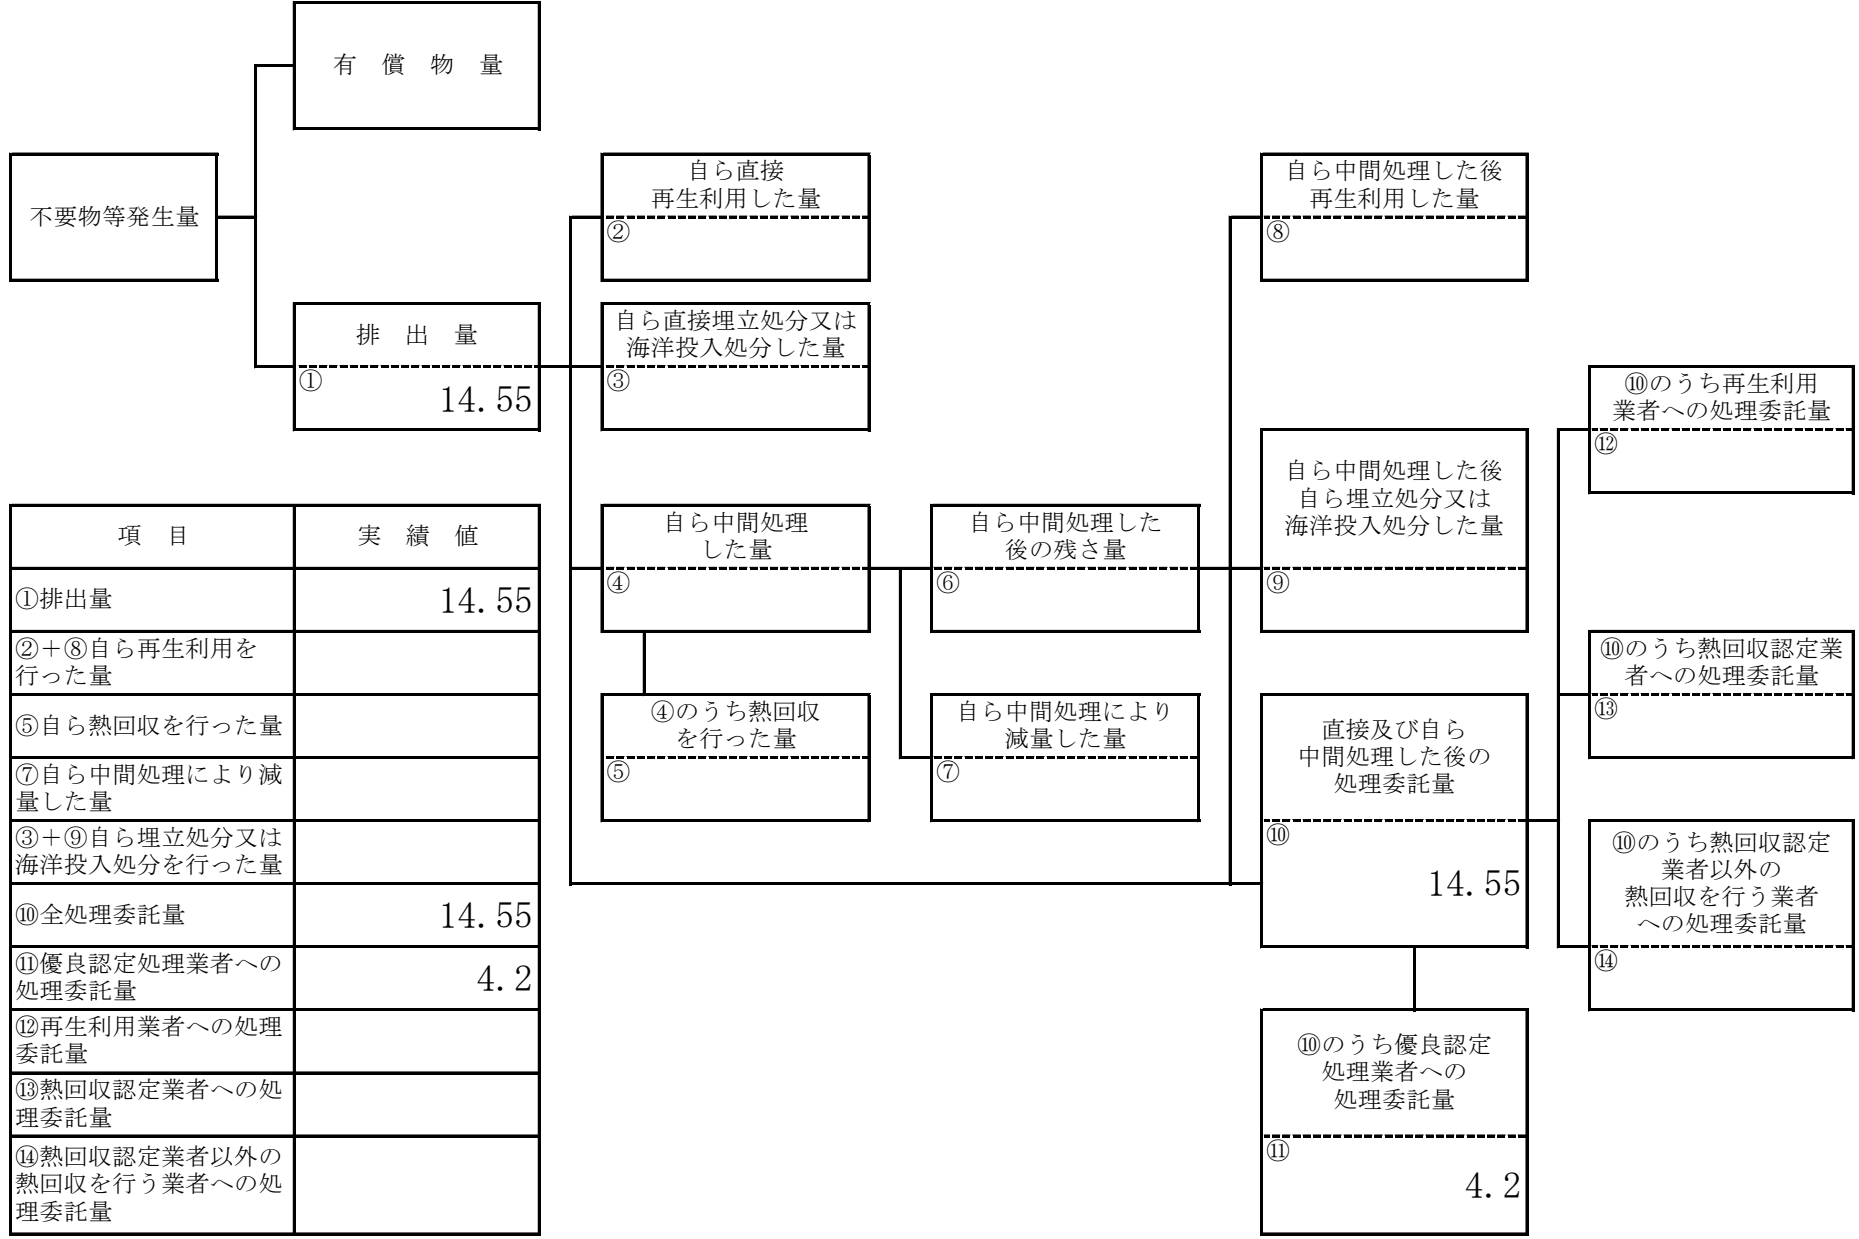 有 償 物 量
不要物等発生量
排 出 量
①
14.55
自ら直接
再生利用した量
②
自ら直接埋立処分又は
海洋投入処分した量
③
自ら中間処理
した量
④
④のうち熱回収
を行った量
⑤
自ら中間処理した
後の残さ量
⑥
自ら中間処理により
減量した量
⑦
自ら中間処理した後
再生利用した量
⑧
自ら中間処理した後
自ら埋立処分又は
海洋投入処分した量
⑨
直接及び自ら
中間処理した後の
処理委託量
⑩
14.55
⑩のうち優良認定
処理業者への
処理委託量
⑪
4.2
⑩のうち再生利用
業者への処理委託量
⑫
⑩のうち熱回収認定業
者への処理委託量
⑬
⑩のうち熱回収認定
業者以外の
熱回収を行う業者
への処理委託量
⑭
項 目 実 績 値
①排出量 14.55
②＋⑧自ら再生利用を
行った量
⑤自ら熱回収を行った量
⑦自ら中間処理により減
量した量
③＋⑨自ら埋立処分又は
海洋投入処分を行った量
⑩全処理委託量 14.55
⑪優良認定処理業者への
処理委託量 4.2
⑫再生利用業者への処理
委託量
⑬熱回収認定業者への処
理委託量
⑭熱回収認定業者以外の
熱回収を行う業者への処
理委託量